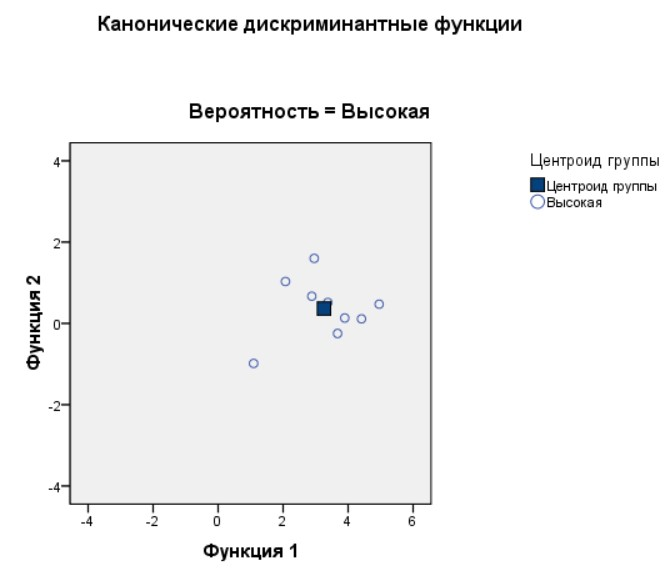 Канонические дискриминантные функции
Вероятность = Высокая
Центроид группы
Центроид группы
Высокая
Функция 2
4
2
0
-2
-4
-4
-2
0
2
4
6
Функция 1